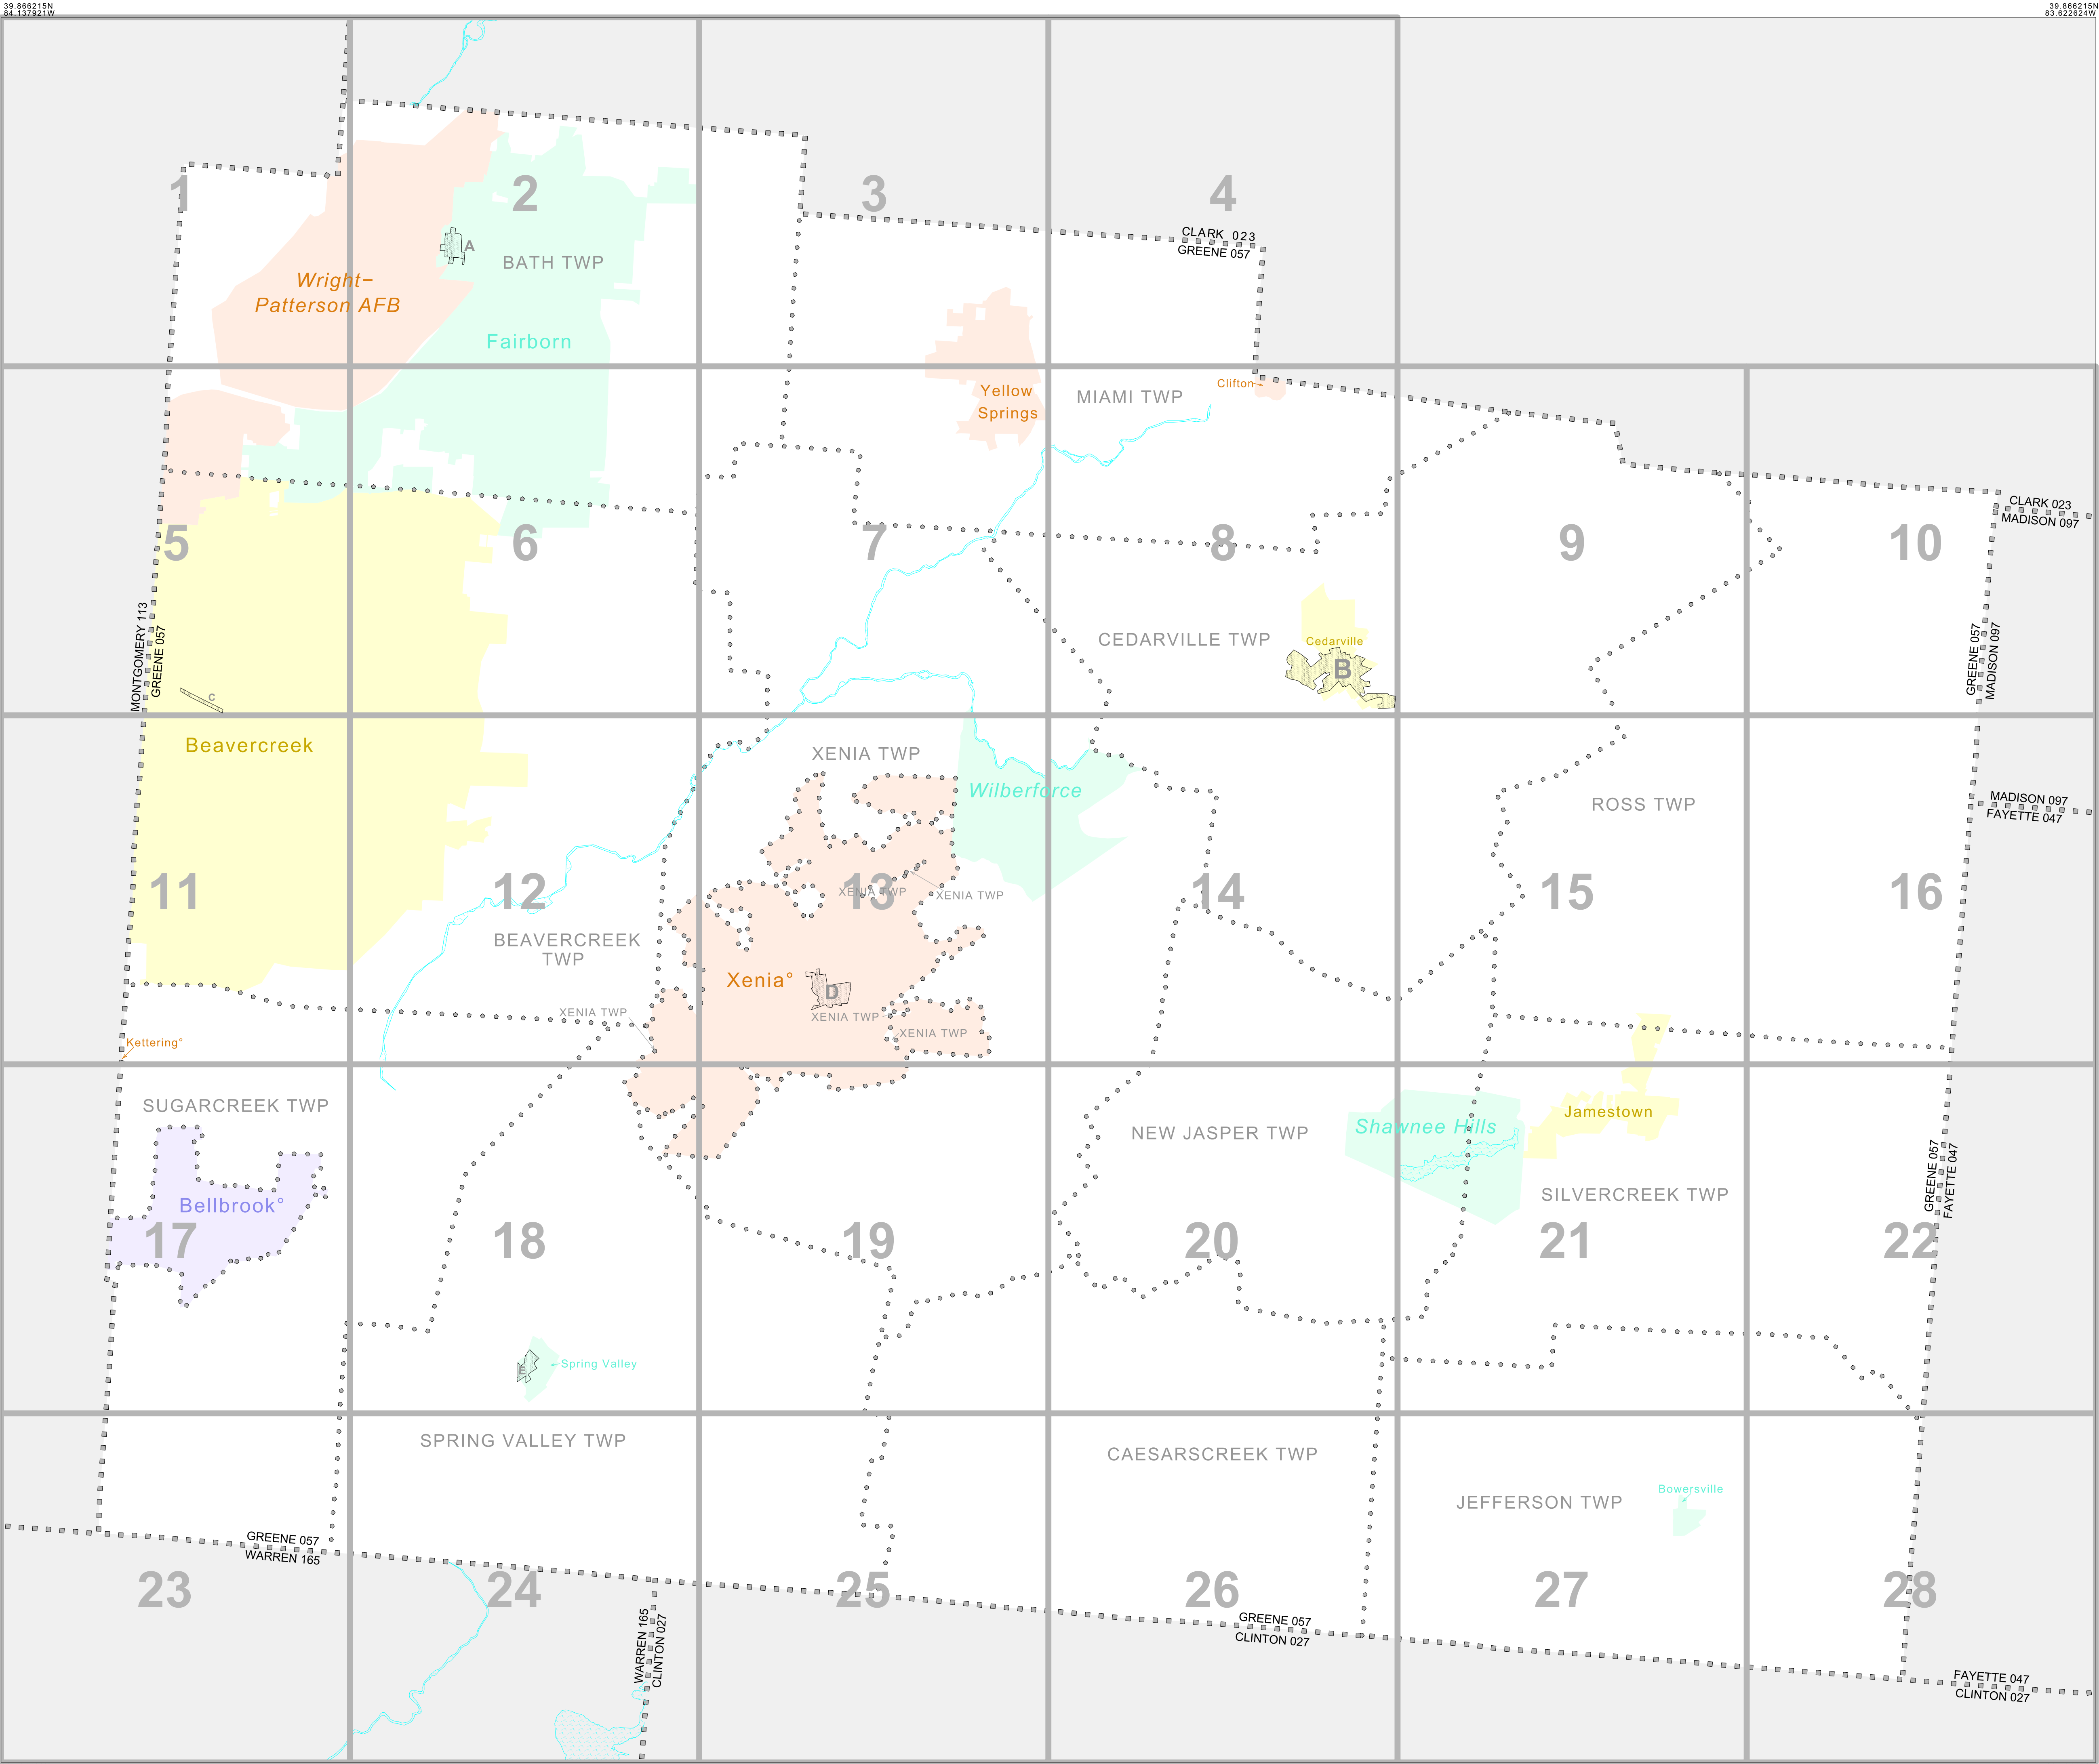 39.866215N
84.137921W
39.866215N
83.622624W
1
2
3
4
CLARK 023
GREENE 057
A
BATH TWP
Wright-
Patterson AFB
Fairborn
Yellow
Springs
MIAMI TWP
Clifton
CLARK 023
MADISON 097
5
6
7
8
9
10
MONTGOMERY 113
GREENE 057
CEDARVILLE TWP
Cedarville
B
GREENE 057
MADISON 097
C
Beavercreek
XENIA TWP
Wilberforce
ROSS TWP
MADISON 097
FAYETTE 047
11
12
13
14
15
16
XENIA TWP
XENIA TWP
BEAVERCREEK
TWP
Xenia°
D
XENIA TWP
XENIA TWP
XENIA TWP
Kettering°
SUGARCREEK TWP
Jamestown
Shawnee Hills
NEW JASPER TWP
GREENE 057
FAYETTE 047
SILVERCREEK TWP
Bellbrook°
17
18
19
20
21
22
E
Spring Valley
SPRING VALLEY TWP
CAESARSCREEK TWP
JEFFERSON TWP
Bowersville
GREENE 057
WARREN 165
23
24
25
26
27
28
WARREN 165
CLINTON 027
GREENE 057
CLINTON 027
FAYETTE 047
CLINTON 027